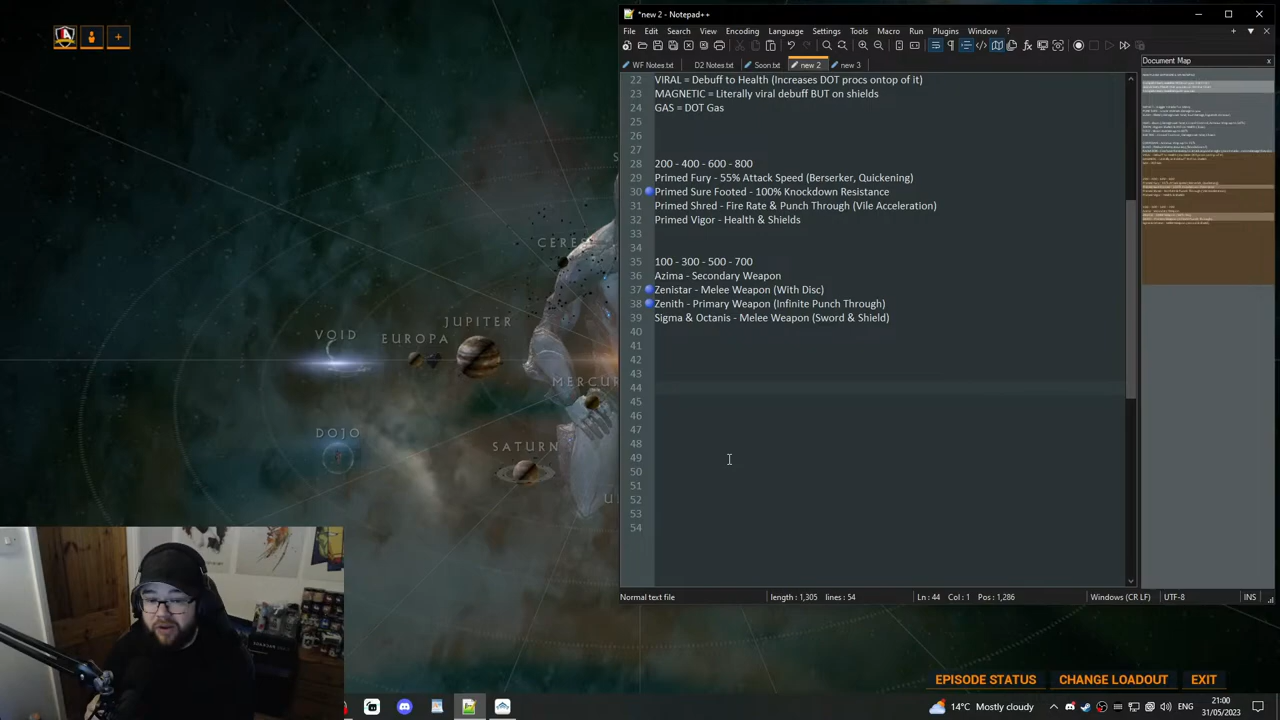 *new 2 - Notepad++
File Edit Search View Encoding Language Settings Tools Macro Run Plugins Window ?
WF Notes.txt D2 Notes.txt Soon.txt new 2 new 3
Document Map
22 VIRAL = Debuff to Health (Increases DOT procs ontop of it)
23 MAGNETIC = Literally viral debuff BUT on shields
24 GAS = DOT Gas
25
26
27
28 200 - 400 - 600 - 800
29 Primed Fury - 55% Attack Speed (Berserker, Quickening)
30 Primed Sure Footed - 100% Knockdown Resistance
31 Primed Shred - Fire Rate & Punch Through (Vile Acceleration)
32 Primed Vigor - Health & Shields
33
34
35 100 - 300 - 500 - 700
36 Azima - Secondary Weapon
37 Zenistar - Melee Weapon (With Disc)
38 Zenith - Primary Weapon (Infinite Punch Through)
39 Sigma & Octanis - Melee Weapon (Sword & Shield)
40
41
42
43
44
45
46
47
48
49
50
51
52
53
54
CERES
JUPITER
VOID
EUROPA
MERCUR
DOJO
SATURN
Normal text file length : 1,305 lines : 54 Ln : 44 Col : 1 Pos : 1,286 Windows (CR LF) UTF-8 INS
EPISODE STATUS CHANGE LOADOUT EXIT
14°C Mostly cloudy
21:00
31/05/2023